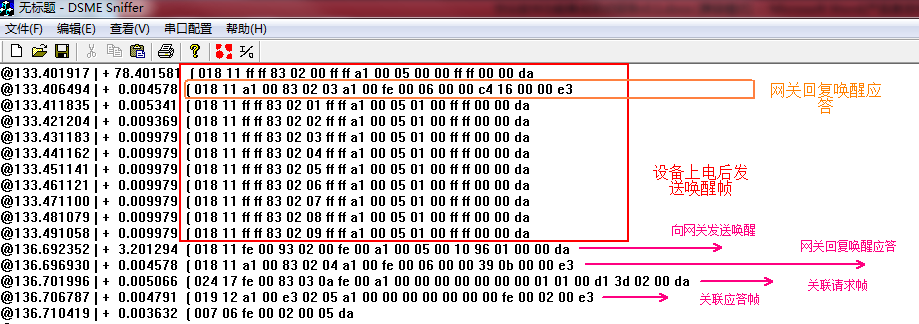 无标题 - DSME Sniffer
文件(F) 编辑(E) 查看(V) 串口配置 帮助(H)
@133.401917 | + 78.401581 [ 018 11 ff ff 83 02 00 ff ff a1 00 05 00 00 ff ff 00 00 da
@133.406494 | + 0.004578 [ 018 11 a1 00 83 02 03 a1 00 fe 00 06 00 00 c4 16 00 00 e3
网关回复唤醒应
答
@133.411835 | + 0.005341 [ 018 11 ff ff 83 02 01 ff ff a1 00 05 01 00 ff ff 00 00 da
@133.421204 | + 0.009369 [ 018 11 ff ff 83 02 02 ff ff a1 00 05 01 00 ff ff 00 00 da
@133.431183 | + 0.009979 [ 018 11 ff ff 83 02 03 ff ff a1 00 05 01 00 ff ff 00 00 da
@133.441162 | + 0.009979 [ 018 11 ff ff 83 02 04 ff ff a1 00 05 01 00 ff ff 00 00 da
@133.451141 | + 0.009979 [ 018 11 ff ff 83 02 05 ff ff a1 00 05 01 00 ff ff 00 00 da
@133.461121 | + 0.009979 [ 018 11 ff ff 83 02 06 ff ff a1 00 05 01 00 ff ff 00 00 da
@133.471100 | + 0.009979 [ 018 11 ff ff 83 02 07 ff ff a1 00 05 01 00 ff ff 00 00 da
@133.481079 | + 0.009979 [ 018 11 ff ff 83 02 08 ff ff a1 00 05 01 00 ff ff 00 00 da
@133.491058 | + 0.009979 [ 018 11 ff ff 83 02 09 ff ff a1 00 05 01 00 ff ff 00 00 da
设备上电后发
送唤醒帧
@136.692352 | + 3.201294 [ 018 11 fe 00 93 02 00 fe 00 a1 00 05 00 10 96 01 00 00 da
向网关发送唤醒
@136.696930 | + 0.004578 [ 018 11 a1 00 83 02 04 a1 00 fe 00 06 00 00 39 0b 00 00 e3
网关回复唤醒应答
@136.701996 | + 0.005066 [ 024 17 fe 00 83 03 0a fe 00 a1 00 00 00 00 00 00 00 00 01 01 00 d1 3d 02 00 da
关联请求帧
@136.706787 | + 0.004791 [ 019 12 a1 00 e3 02 05 a1 00 00 00 00 00 00 00 00 fe 00 02 00 e3
关联应答帧
@136.710419 | + 0.003632 [ 007 06 fe 00 02 00 05 da